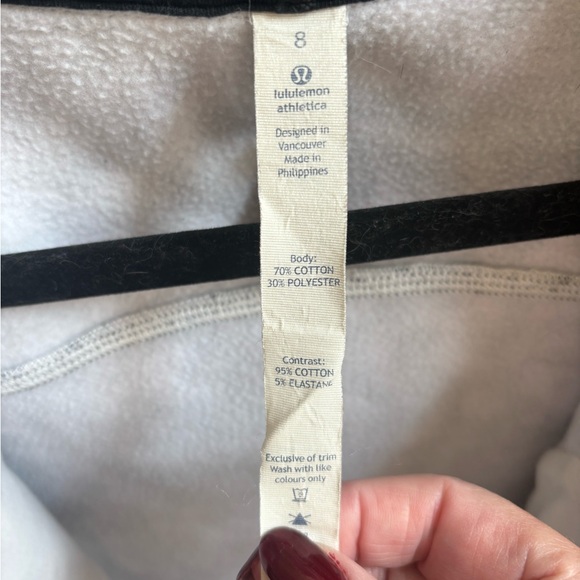 8
lululemon
athletica
Designed in
Vancouver
Made in
Philippines
Body:
70% COTTON
30% POLYESTER
Contrast:
95% COTTON
5% ELASTANE
Exclusive of trim
Wash with like
colours only